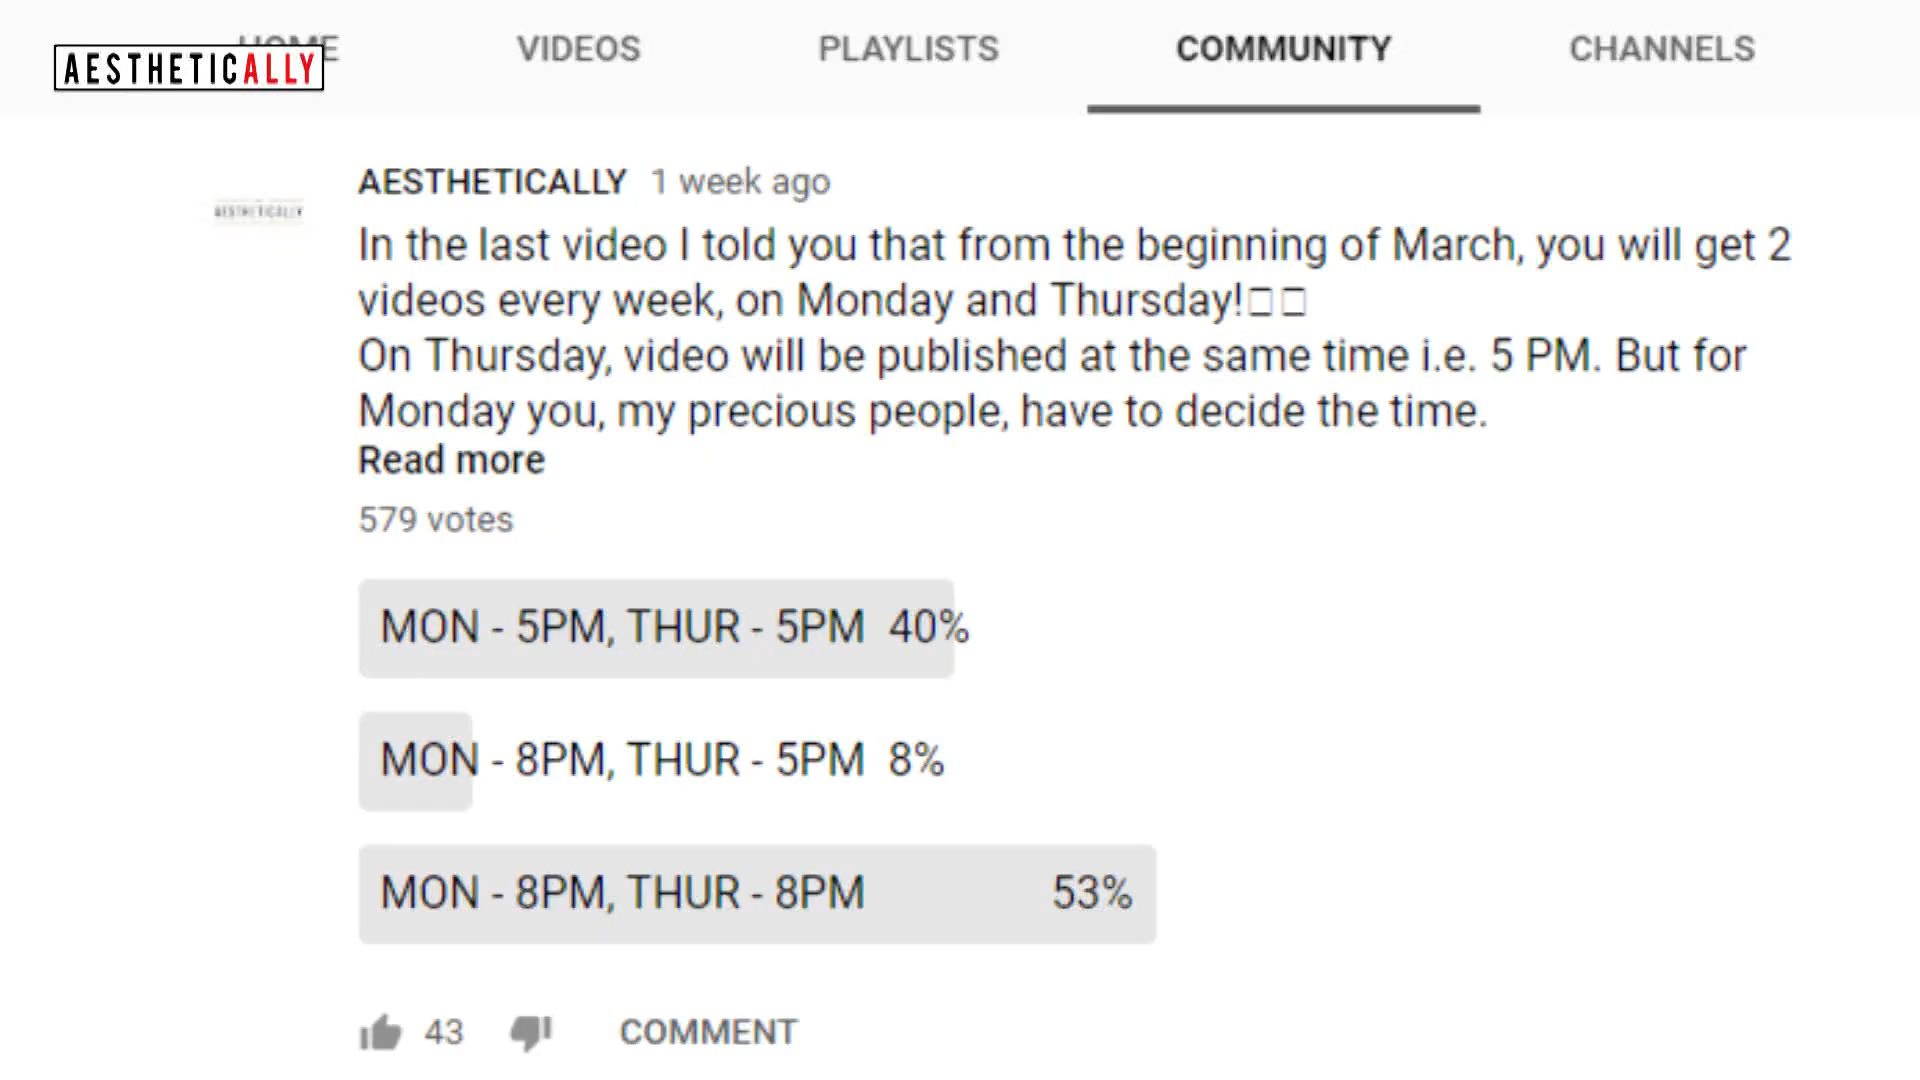 HOME VIDEOS PLAYLISTS COMMUNITY CHANNELS
AESTHETICALLY
AESTHETICALLY 1 week ago
AESTHETICALLY
In the last video I told you that from the beginning of March, you will get 2
videos every week, on Monday and Thursday!□□
On Thursday, video will be published at the same time i.e. 5 PM. But for
Monday you, my precious people, have to decide the time.
Read more
579 votes
MON - 5PM, THUR - 5PM 40%
MON - 8PM, THUR - 5PM 8%
MON - 8PM, THUR - 8PM 53%
43 COMMENT